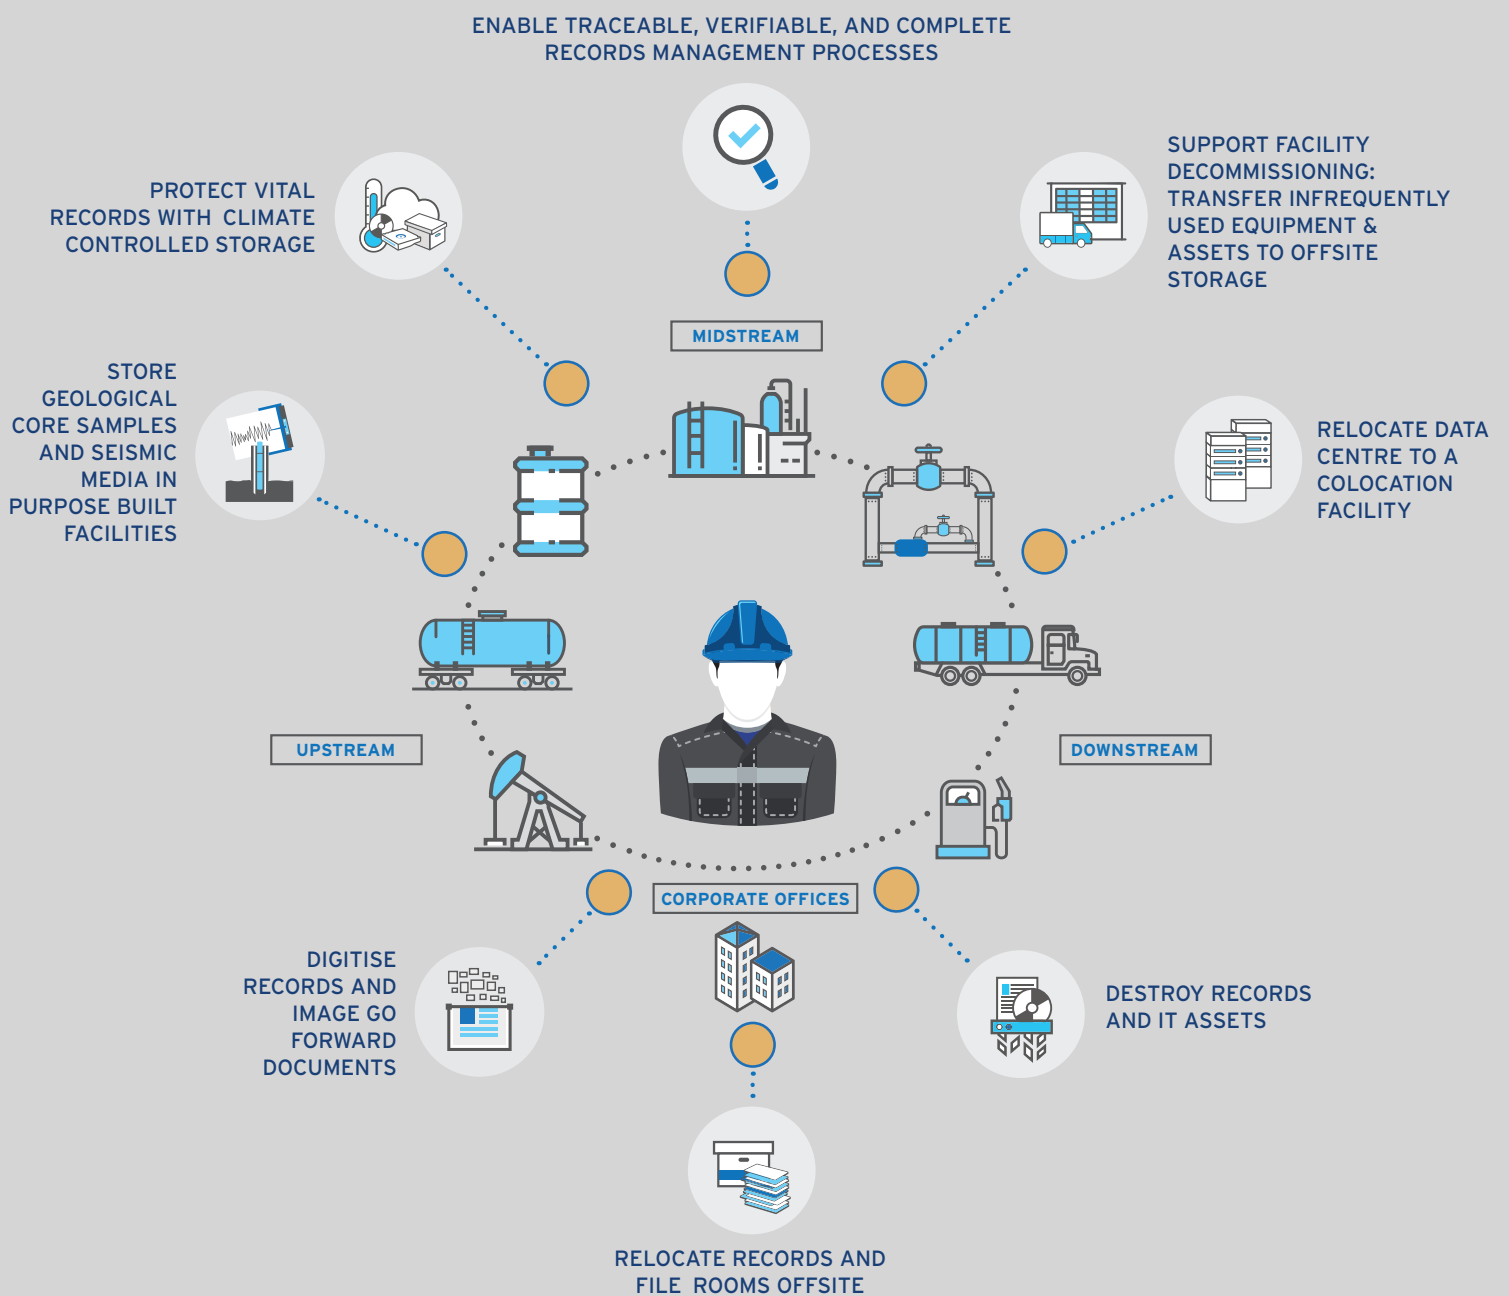 ENABLE TRACEABLE, VERIFIABLE, AND COMPLETE
RECORDS MANAGEMENT PROCESSES
PROTECT VITAL
RECORDS WITH CLIMATE
CONTROLLED STORAGE
SUPPORT FACILITY
DECOMMISSIONING:
TRANSFER INFREQUENTLY
USED EQUIPMENT &
ASSETS TO OFFSITE
STORAGE
MIDSTREAM
STORE
GEOLOGICAL
CORE SAMPLES
AND SEISMIC
MEDIA IN
PURPOSE BUILT
FACILITIES
RELOCATE DATA
CENTRE TO A
COLOCATION
FACILITY
UPSTREAM
DOWNSTREAM
CORPORATE OFFICES
DIGITISE
RECORDS AND
IMAGE GO
FORWARD
DOCUMENTS
DESTROY RECORDS
AND IT ASSETS
RELOCATE RECORDS AND
FILE ROOMS OFFSITE